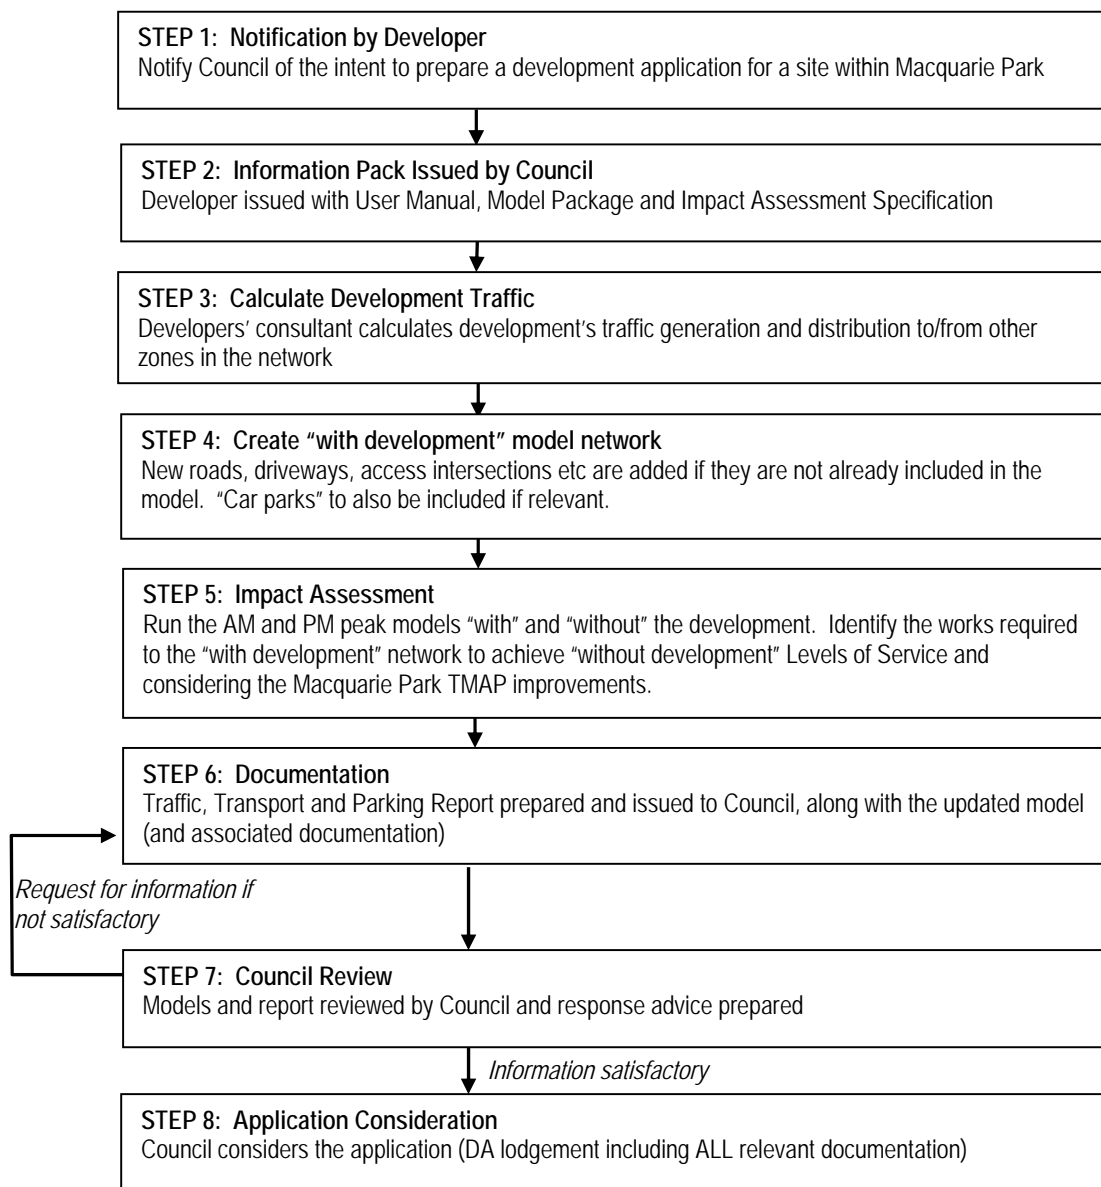 STEP 1: Notification by Developer
Notify Council of the intent to prepare a development application for a site within Macquarie Park
STEP 2: Information Pack Issued by Council
Developer issued with User Manual, Model Package and Impact Assessment Specification
STEP 3: Calculate Development Traffic
Developers’ consultant calculates development’s traffic generation and distribution to/from other
zones in the network
STEP 4: Create “with development” model network
New roads, driveways, access intersections etc are added if they are not already included in the
model. “Car parks” to also be included if relevant.
STEP 5: Impact Assessment
Run the AM and PM peak models “with” and “without” the development. Identify the works required
to the “with development” network to achieve “without development” Levels of Service and
considering the Macquarie Park TMAP improvements.
STEP 6: Documentation
Traffic, Transport and Parking Report prepared and issued to Council, along with the updated model
(and associated documentation)
Request for information if
not satisfactory
STEP 7: Council Review
Models and report reviewed by Council and response advice prepared
Information satisfactory
STEP 8: Application Consideration
Council considers the application (DA lodgement including ALL relevant documentation)